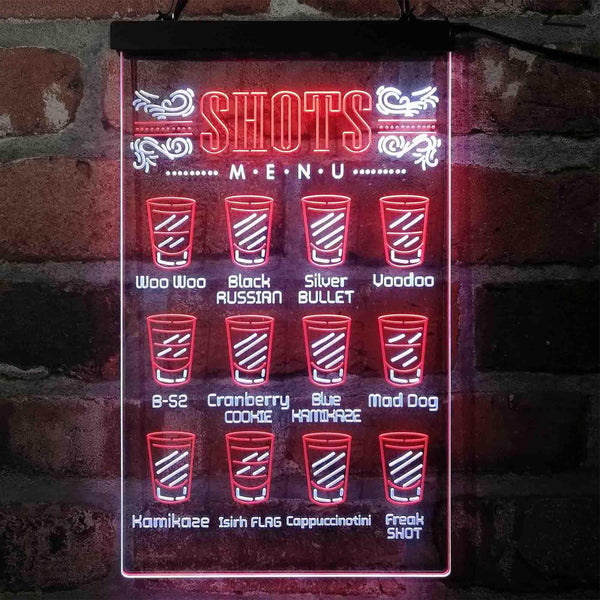 SHOTS
M·E·N·U
Woo Woo
Black
RUSSIAN
Silver
BULLET
Voodoo
B-52
Cranberry
COOKIE
Blue
KAMIKAZE
Mad Dog
Kamikaze
Isirh FLAG
Cappuccinotini
Freak
SHOT